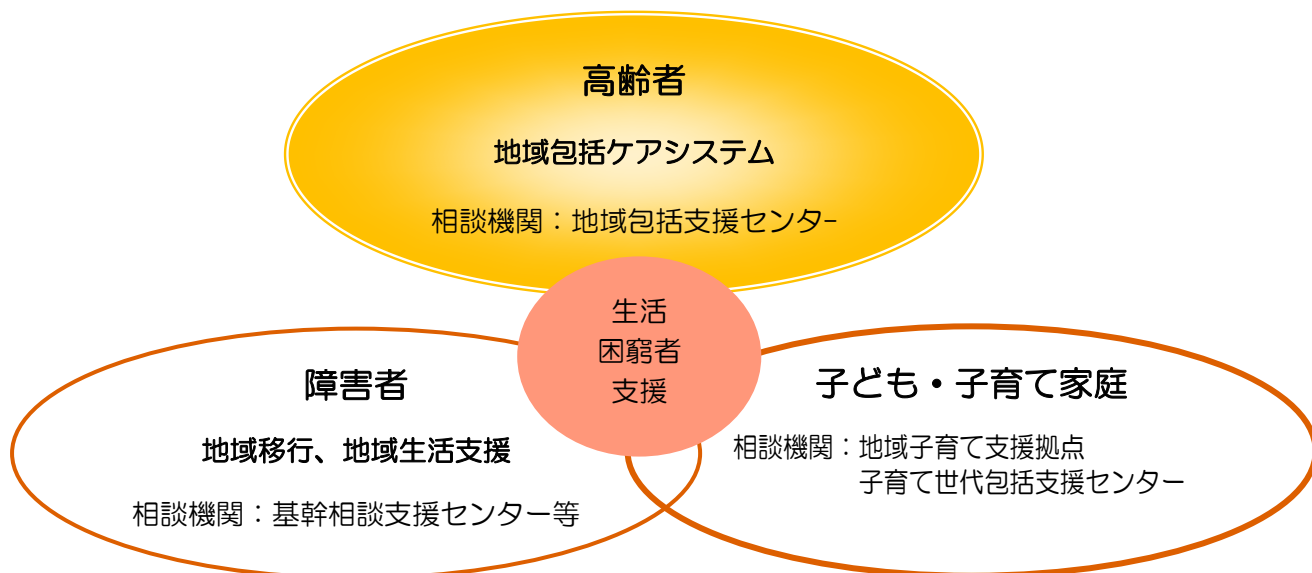 高齢者
地域包括ケアシステム
相談機関：地域包括支援センター
生活
困窮者
支援
障害者
地域移行、地域生活支援
相談機関：基幹相談支援センター等
子ども・子育て家庭
相談機関：地域子育て支援拠点
子育て世代包括支援センター